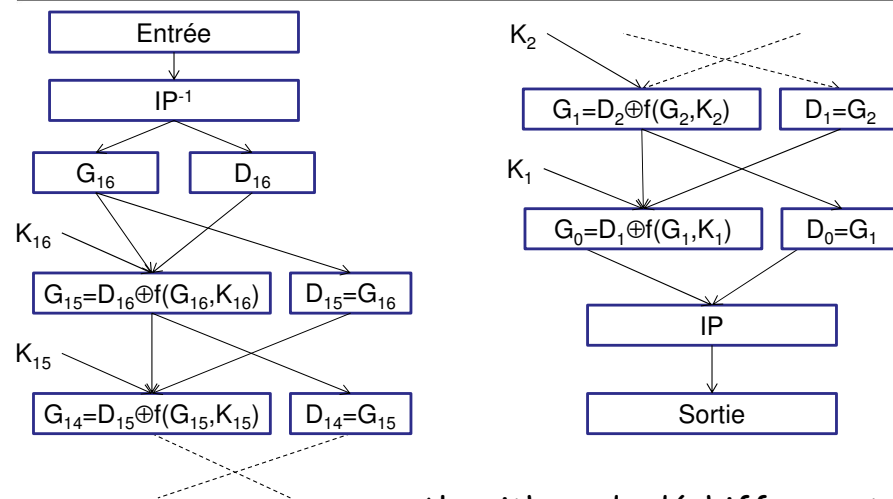 Entrée
IP⁻¹
G₁₆
D₁₆
K₁₆
G₁₅=D₁₆⊕f(G₁₆,K₁₆)
D₁₅=G₁₆
K₁₅
G₁₄=D₁₅⊕f(G₁₅,K₁₅)
D₁₄=G₁₅
K₂
G₁=D₂⊕f(G₂,K₂)
D₁=G₂
K₁
G₀=D₁⊕f(G₁,K₁)
D₀=G₁
IP
Sortie